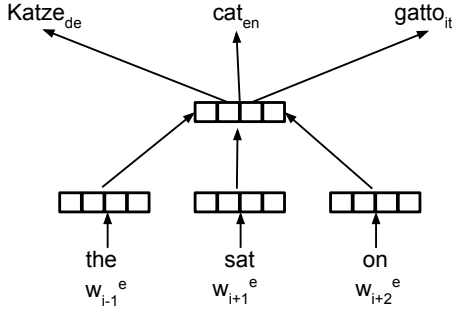 Katze_de cat_en gatto_it
the sat on
w_i-1^e w_i+1^e w_i+2^e